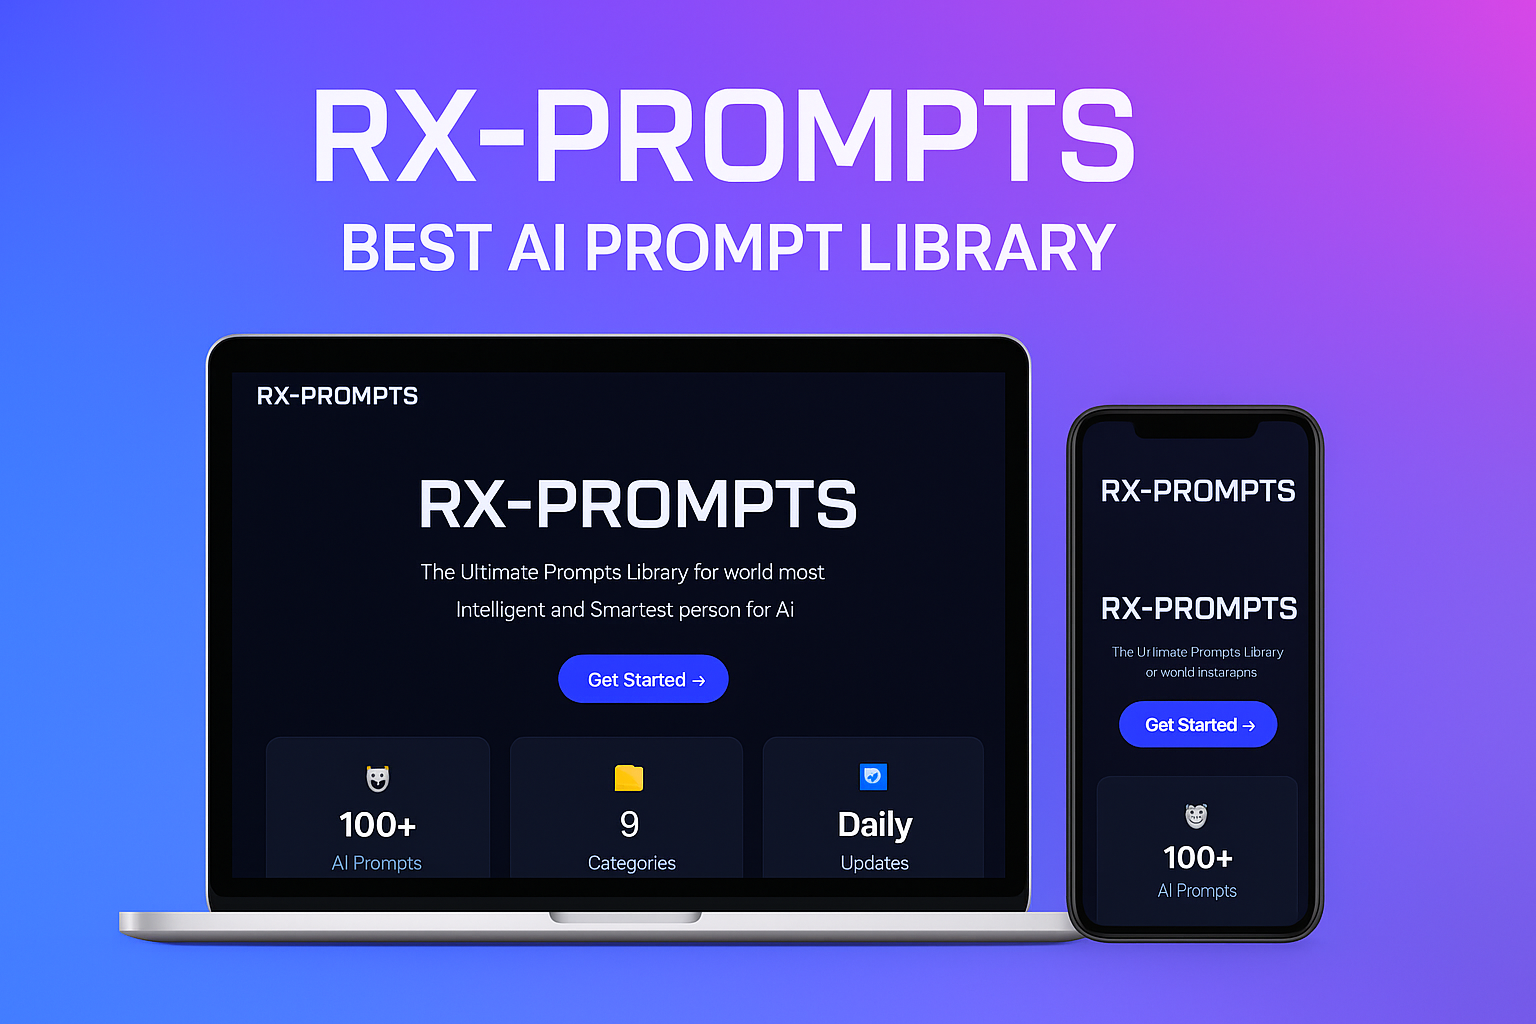 RX-PROMPTS
BEST AI PROMPT LIBRARY
RX-PROMPTS
RX-PROMPTS
The Ultimate Prompts Library for world most
Intelligent and Smartest person for Ai
Get Started →
100+
AI Prompts
9
Categories
Daily
Updates
RX-PROMPTS
RX-PROMPTS
The Urlimate Prompts Library
or wonld instarapns
Get Started →
100+
AI Prompts